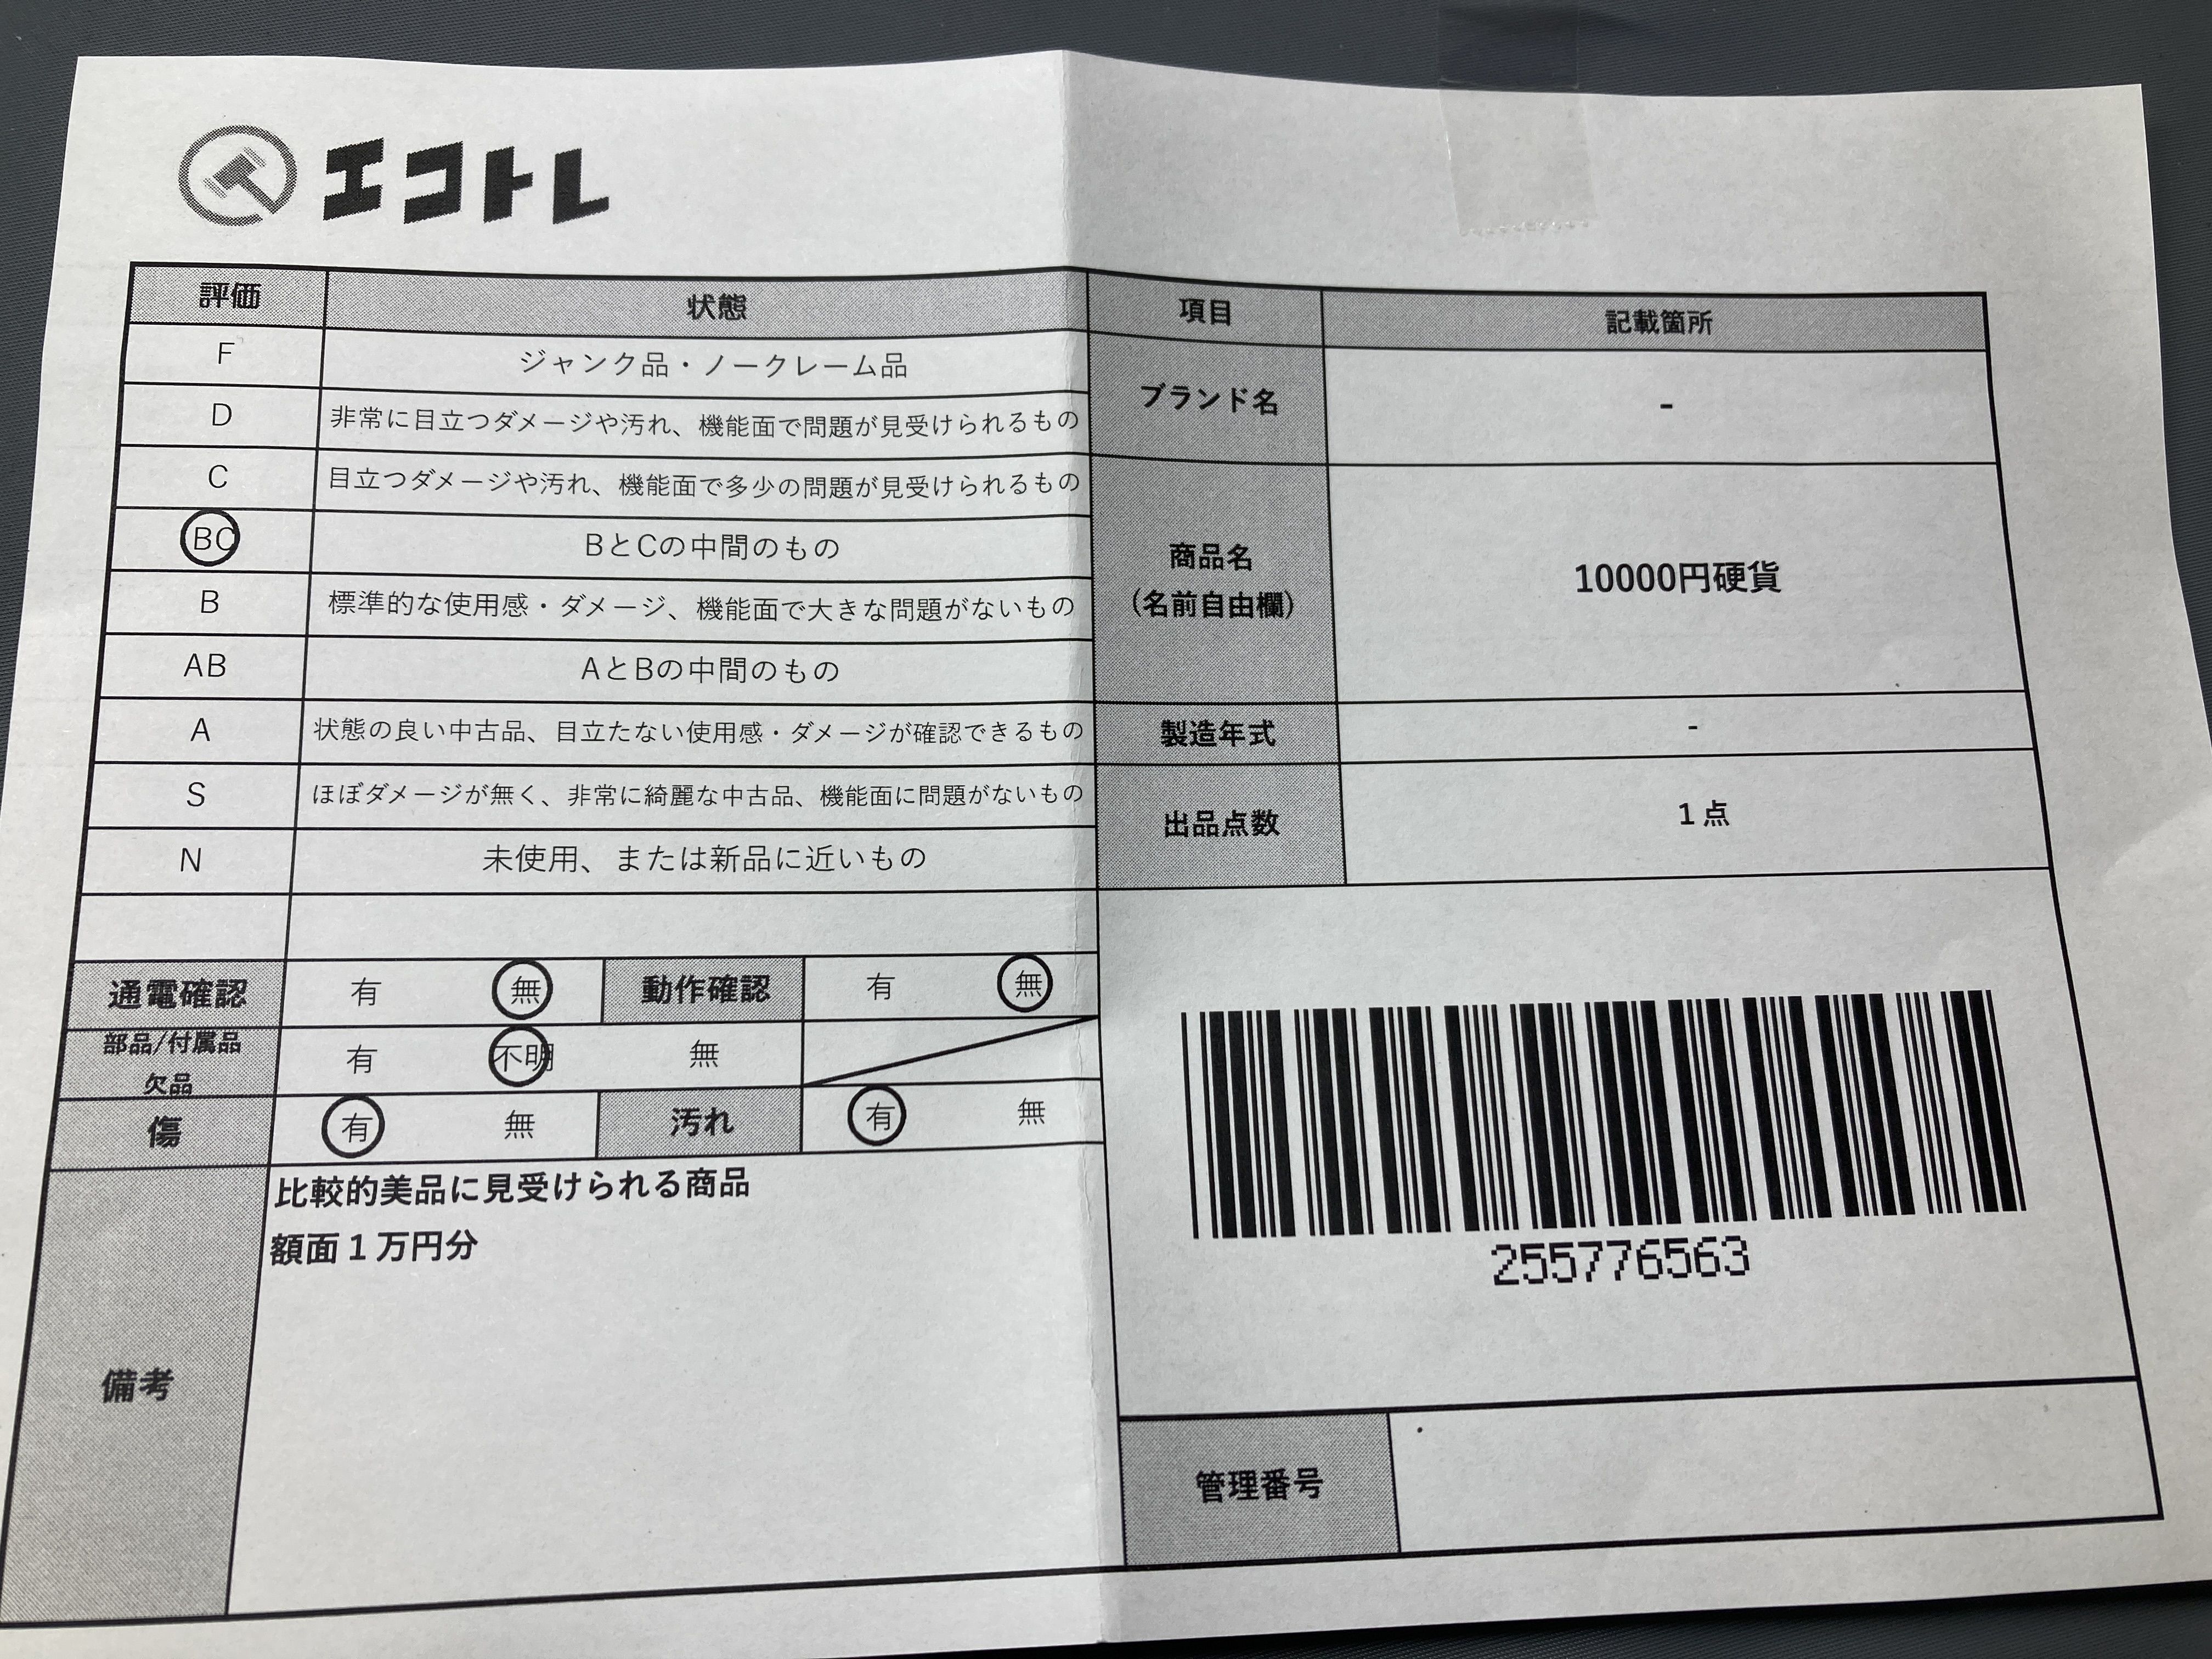 エコトレ
評価 状態
F ジャンク品・ノークレーム品
D 非常に目立つダメージや汚れ、機能面で問題が見受けられるもの
C 目立つダメージや汚れ、機能面で多少の問題が見受けられるもの
BC BとCの中間のもの
B 標準的な使用感・ダメージ、機能面で大きな問題がないもの
AB AとBの中間のもの
A 状態の良い中古品、目立たない使用感・ダメージが確認できるもの
S ほぼダメージが無く、非常に綺麗な中古品、機能面に問題がないもの
N 未使用、または新品に近いもの
通電確認 有 無 動作確認 有 無
部品/付属品
欠品
有 不明 無
傷 有 無 汚れ 有 無
備考
比較的美品に見受けられる商品
額面1万円分
項目 記載箇所
ブランド名 -
商品名
(名前自由欄)
10000円硬貨
製造年式 -
出品点数 1点
255776563
管理番号